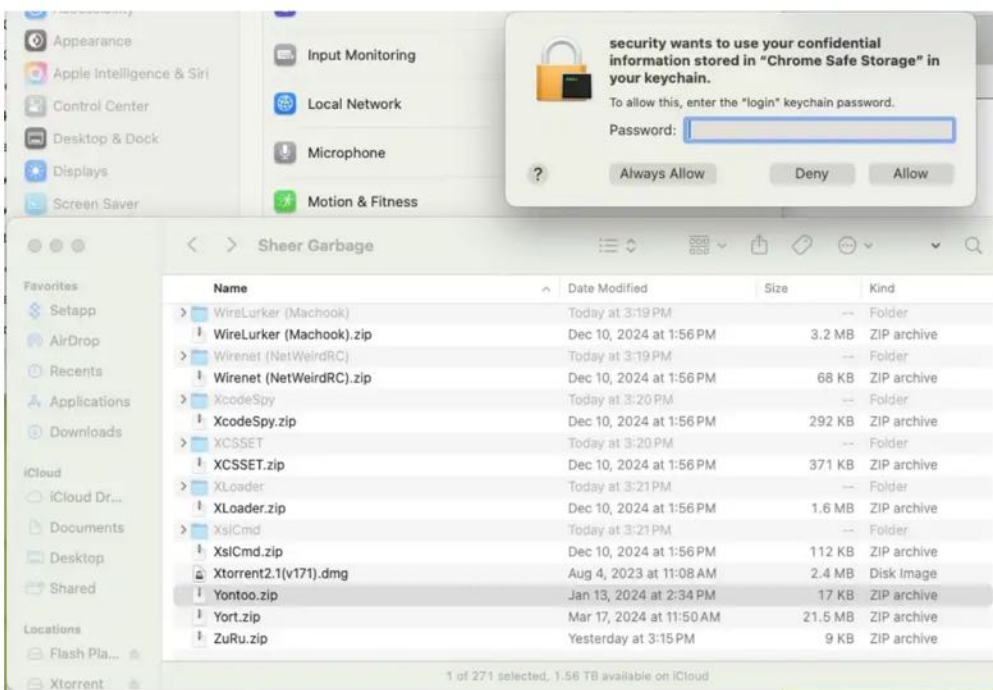 Appearance
Apple Intelligence & Siri
Control Center
Desktop & Dock
Displays
Screen Saver
Input Monitoring
Local Network
Microphone
Motion & Fitness
security wants to use your confidential
information stored in "Chrome Safe Storage" in
your keychain.
To allow this, enter the "login" keychain password.
Password:
? Always Allow Deny Allow
Sheer Garbage
Favorites
Setapp
AirDrop
Recents
Applications
Downloads
iCloud
iCloud Dr...
Documents
Desktop
Shared
Locations
Flash Pla...
Xtorrent
Name Date Modified Size Kind
WireLurker (Machook) Today at 3:19 PM -- Folder
WireLurker (Machook).zip Dec 10, 2024 at 1:56 PM 3.2 MB ZIP archive
Wirenet (NetWeirdRC) Today at 3:19 PM -- Folder
Wirenet (NetWeirdRC).zip Dec 10, 2024 at 1:56 PM 68 KB ZIP archive
XcodeSpy Today at 3:20 PM -- Folder
XcodeSpy.zip Dec 10, 2024 at 1:56 PM 292 KB ZIP archive
XCSSET Today at 3:20 PM -- Folder
XCSSET.zip Dec 10, 2024 at 1:56 PM 371 KB ZIP archive
XLoader Today at 3:21 PM -- Folder
XLoader.zip Dec 10, 2024 at 1:56 PM 1.6 MB ZIP archive
XslCmd Today at 3:21 PM -- Folder
XslCmd.zip Dec 10, 2024 at 1:56 PM 112 KB ZIP archive
Xtorrent2.1(v171).dmg Aug 4, 2023 at 11:08 AM 2.4 MB Disk Image
Yontoo.zip Jan 13, 2024 at 2:34 PM 17 KB ZIP archive
Yort.zip Mar 17, 2024 at 11:50 AM 21.5 MB ZIP archive
ZuRu.zip Yesterday at 3:15 PM 9 KB ZIP archive
1 of 271 selected, 1.56 TB available on iCloud